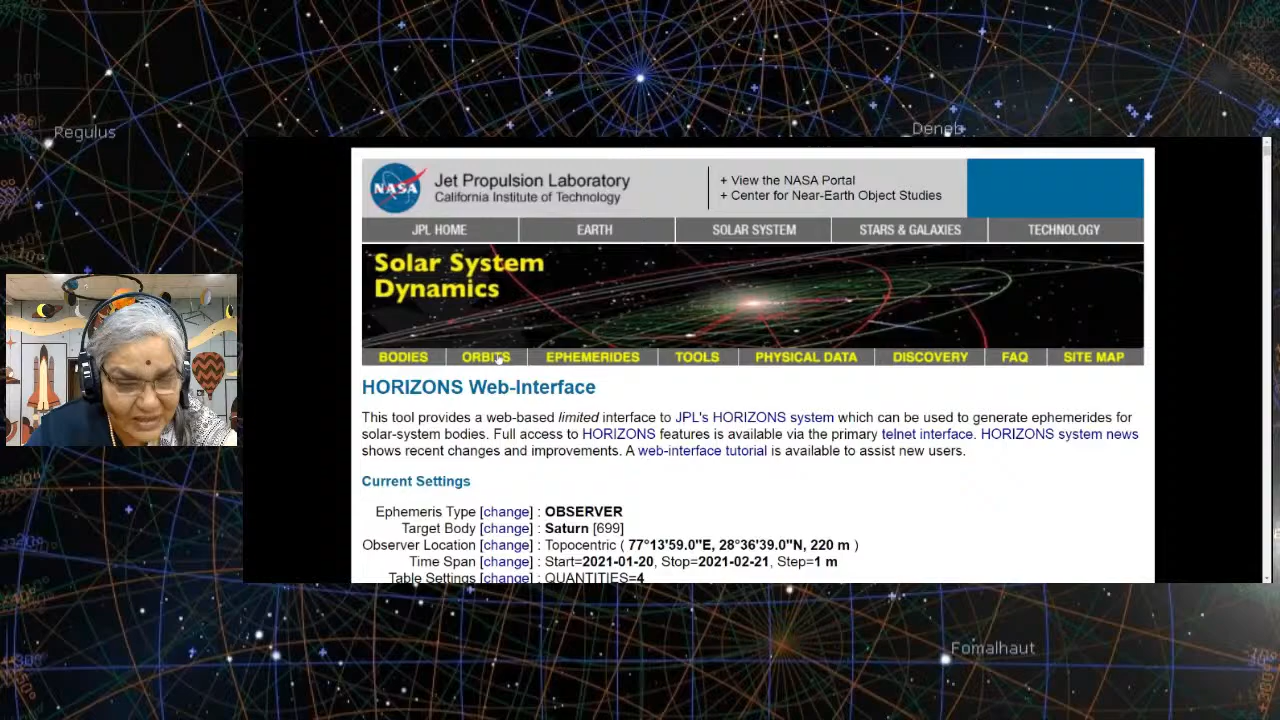 Regulus
Deneb
NASA
Jet Propulsion Laboratory
California Institute of Technology
+ View the NASA Portal
+ Center for Near-Earth Object Studies
JPL HOME EARTH SOLAR SYSTEM STARS & GALAXIES TECHNOLOGY
Solar System
Dynamics
BODIES ORBITS EPHEMERIDES TOOLS PHYSICAL DATA DISCOVERY FAQ SITE MAP
HORIZONS Web-Interface
This tool provides a web-based limited interface to JPL's HORIZONS system which can be used to generate ephemerides for
solar-system bodies. Full access to HORIZONS features is available via the primary telnet interface. HORIZONS system news
shows recent changes and improvements. A web-interface tutorial is available to assist new users.
Current Settings
Ephemeris Type [change] : OBSERVER
Target Body [change] : Saturn [699]
Observer Location [change] : Topocentric ( 77°13'59.0"E, 28°36'39.0"N, 220 m )
Time Span [change] : Start=2021-01-20, Stop=2021-02-21, Step=1 m
Table Settings [change] : QUANTITIES=4
Fomalhaut